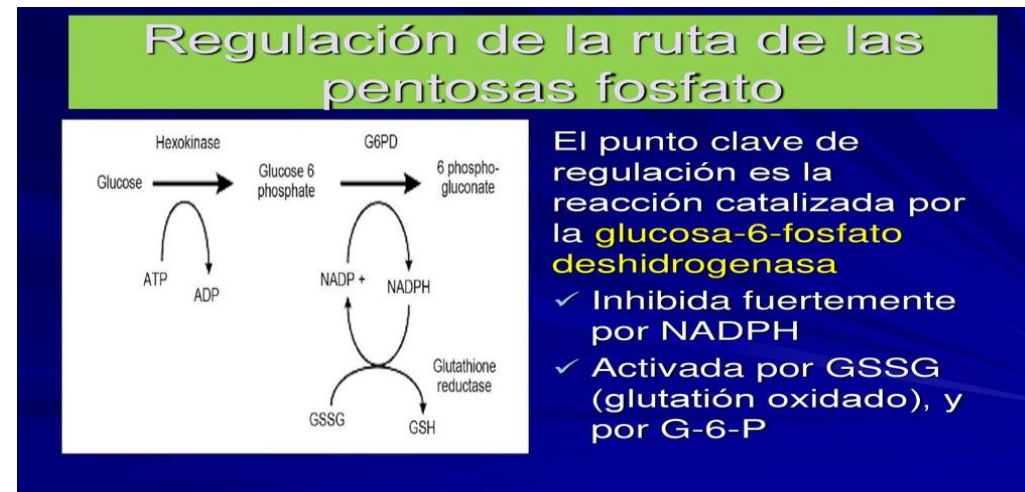 Regulación de la ruta de las
pentosas fosfato
Hexokinase
G6PD
Glucose
Glucose 6
phosphate
6 phospho-
gluconate
ATP
ADP
NADP +
NADPH
Glutathione
reductase
GSSG
GSH
El punto clave de
regulación es la
reacción catalizada por
la glucosa-6-fosfato
deshidrogenasa
✓ Inhibida fuertemente
por NADPH
✓ Activada por GSSG
(glutatión oxidado), y
por G-6-P